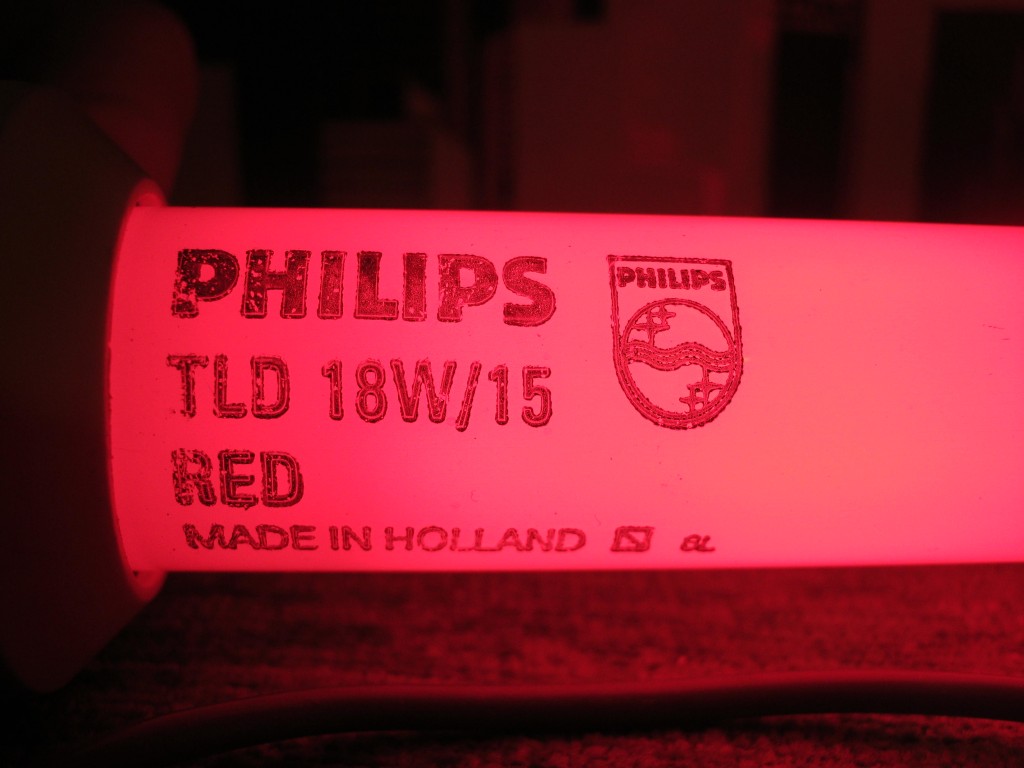 PHILIPS
PHILIPS
TLD 18W/15
RED
MADE IN HOLLAND